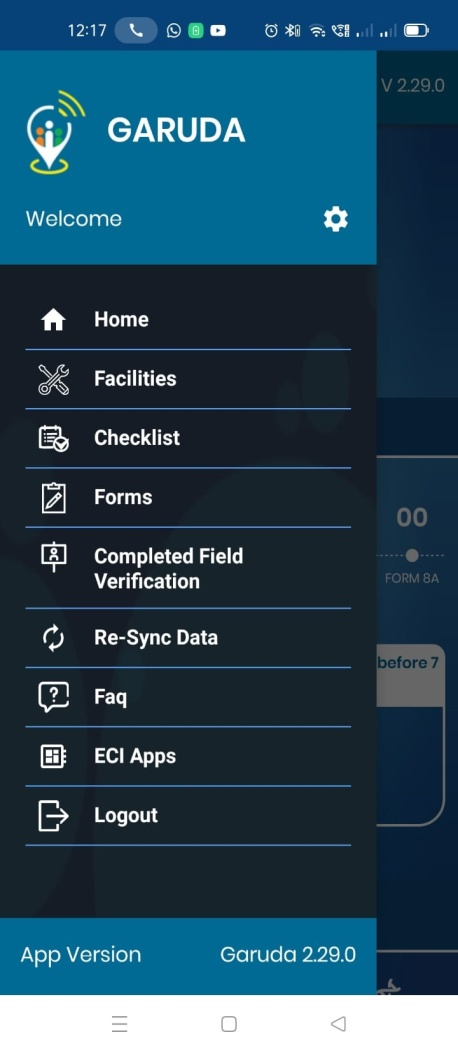 12:17
V 2.29.0
GARUDA
Welcome
Home
Facilities
Checklist
Forms
00
Completed Field
Verification
FORM 8A
Re-Sync Data
before 7
Faq
ECI Apps
Logout
App Version
Garuda 2.29.0